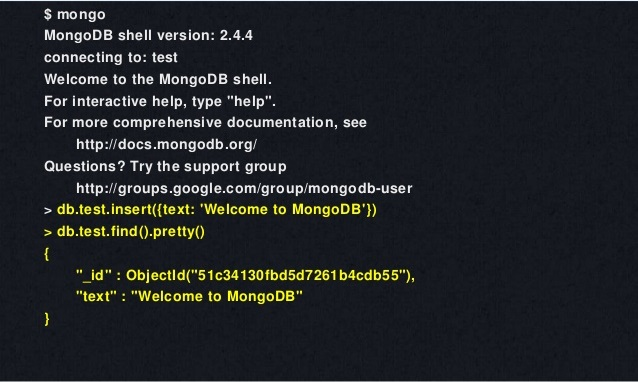 $ mongo
MongoDB shell version: 2.4.4
connecting to: test
Welcome to the MongoDB shell.
For interactive help, type "help".
For more comprehensive documentation, see
http://docs.mongodb.org/
Questions? Try the support group
http://groups.google.com/group/mongodb-user
> db.test.insert({text: 'Welcome to MongoDB'})
> db.test.find().pretty()
{
"_id" : ObjectId("51c34130fbd5d7261b4cdb55"),
"text" : "Welcome to MongoDB"
}